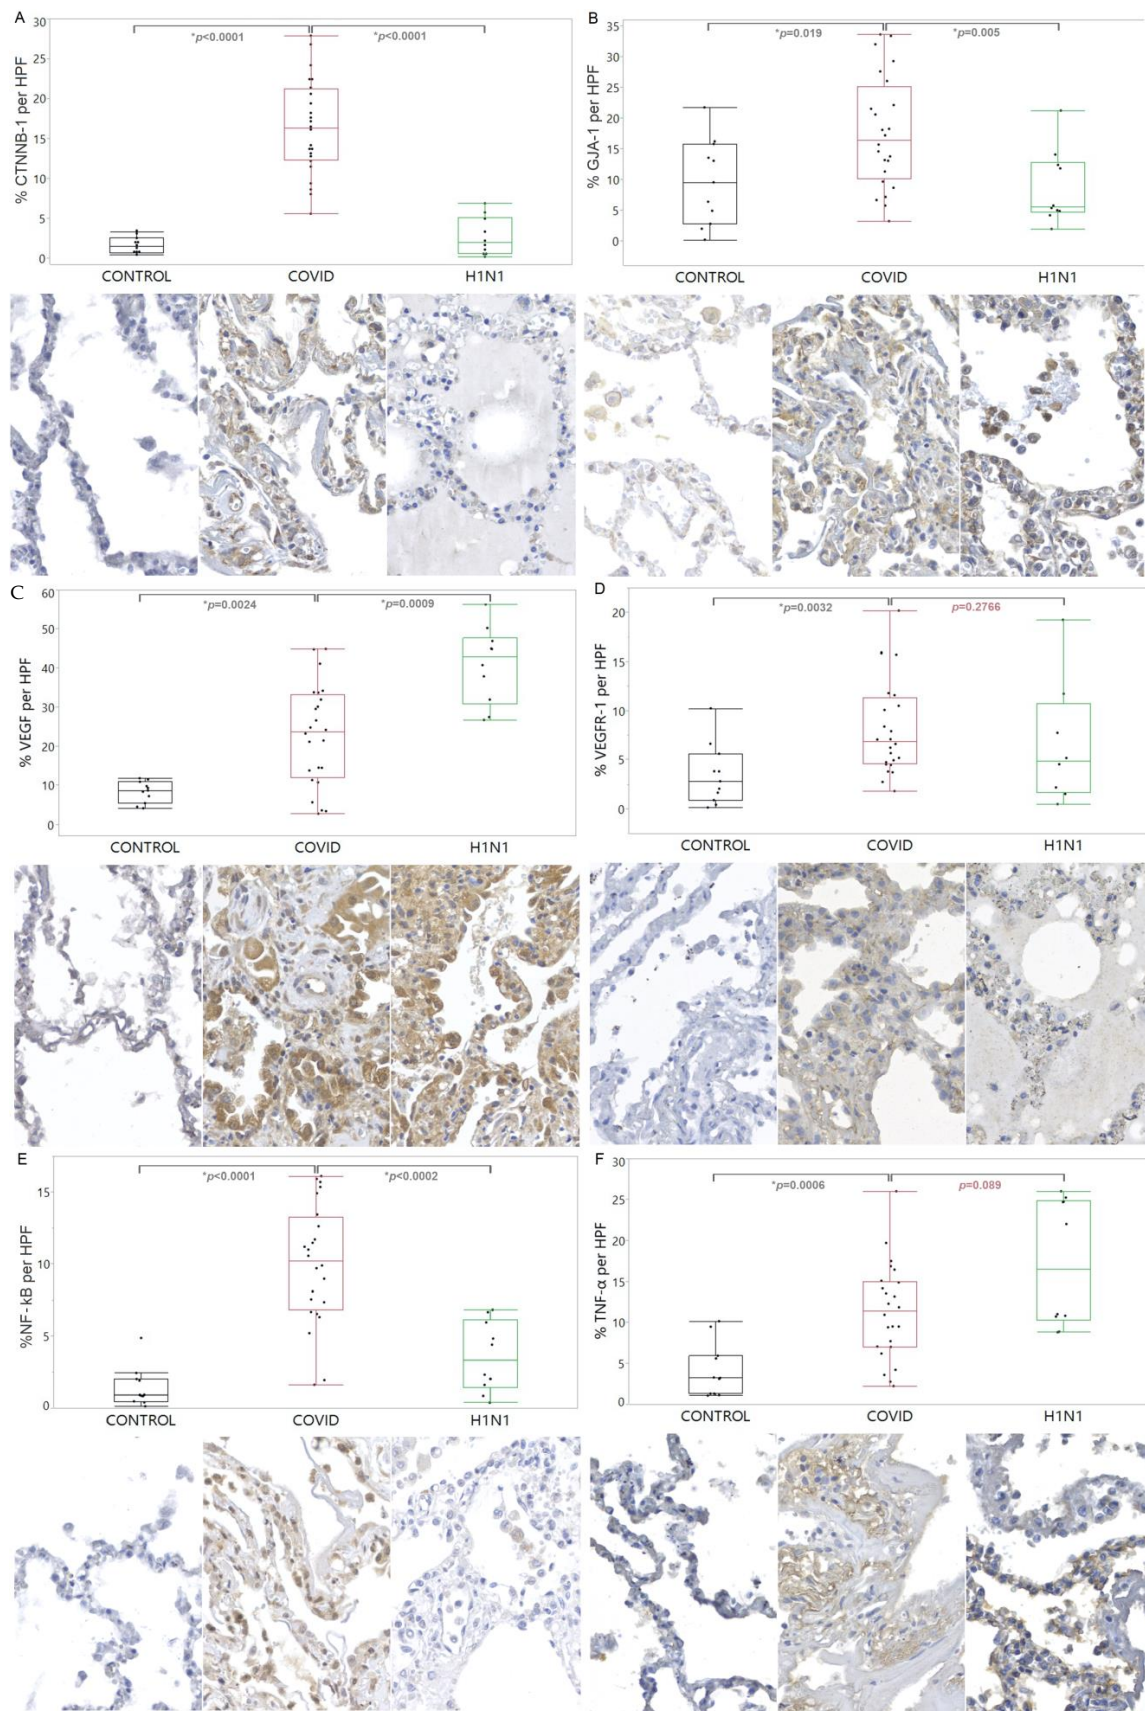 A
30
25
20
15
10
5
0
% CTNNB-1 per HPF
*p<0.0001
*p<0.0001
CONTROL
COVID
H1N1
B
35
30
25
20
15
10
5
0
% GJA-1 per HPF
*p=0.019
*p=0.005
CONTROL
COVID
H1N1
C
60
50
40
30
20
10
0
% VEGF per HPF
*p=0.0024
*p=0.0009
CONTROL
COVID
H1N1
D
20
15
10
5
0
% VEGFR-1 per HPF
*p=0.0032
p=0.2766
CONTROL
COVID
H1N1
E
15
10
5
0
%NF-kB per HPF
*p<0.0001
*p<0.0002
CONTROL
COVID
H1N1
F
30
25
20
15
10
5
0
% TNF-α per HPF
*p=0.0006
p=0.089
CONTROL
COVID
H1N1